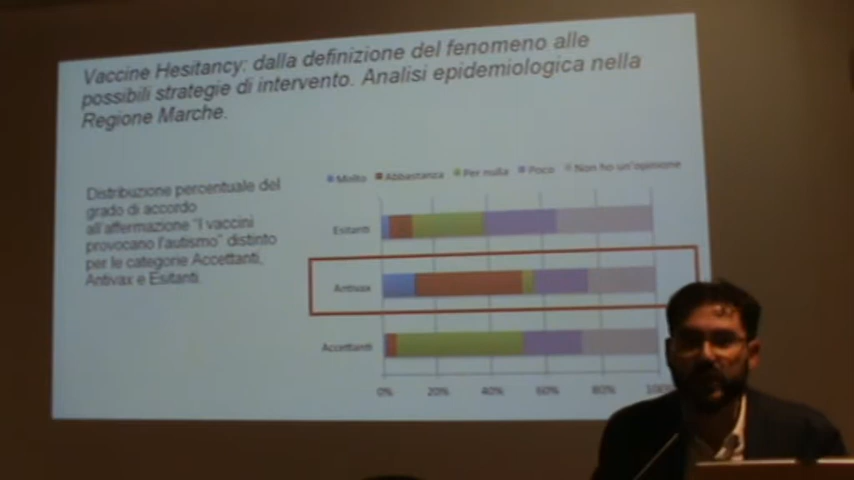 Vaccine Hesitancy: dalla definizione del fenomeno alle
possibili strategie di intervento. Analisi epidemiologica nella
Regione Marche.
Distribuzione percentuale del
grado di accordo
all'affermazione "I vaccini
provocano l'autismo" distinto
per le categorie Accettanti,
Antivax e Esitanti.
Molto Abbastanza Per nulla Poco Non ho un'opinione
Esitanti
Antivax
Accettanti
0% 20% 40% 60% 80% 100%